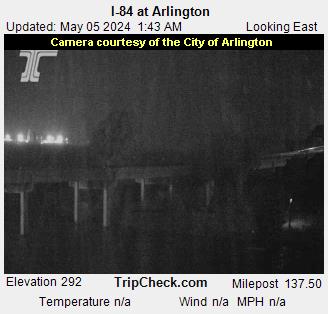 I-84 at Arlington
Updated: May 05 2024 1:43 AM Looking East
Camera courtesy of the City of Arlington
Elevation 292 TripCheck.com Milepost 137.50
Temperature n/a Wind n/a MPH n/a